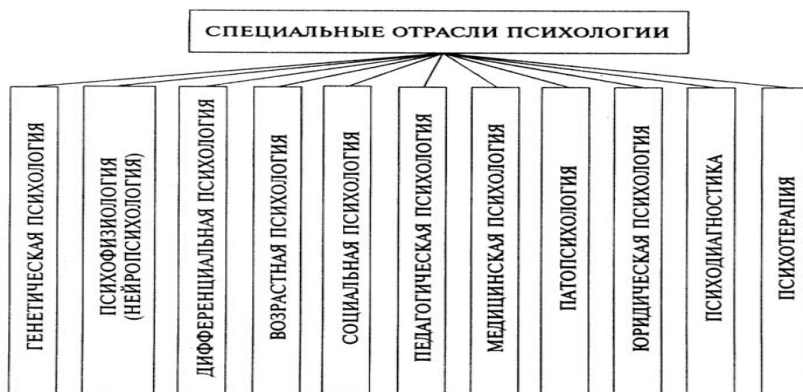 СПЕЦИАЛЬНЫЕ ОТРАСЛИ ПСИХОЛОГИИ
ГЕНЕТИЧЕСКАЯ ПСИХОЛОГИЯ
ПСИХОФИЗИОЛОГИЯ
(НЕЙРОПСИХОЛОГИЯ)
ДИФФЕРЕНЦИАЛЬНАЯ ПСИХОЛОГИЯ
ВОЗРАСТНАЯ ПСИХОЛОГИЯ
СОЦИАЛЬНАЯ ПСИХОЛОГИЯ
ПЕДАГОГИЧЕСКАЯ ПСИХОЛОГИЯ
МЕДИЦИНСКАЯ ПСИХОЛОГИЯ
ПАТОПСИХОЛОГИЯ
ЮРИДИЧЕСКАЯ ПСИХОЛОГИЯ
ПСИХОДИАГНОСТИКА
ПСИХОТЕРАПИЯ